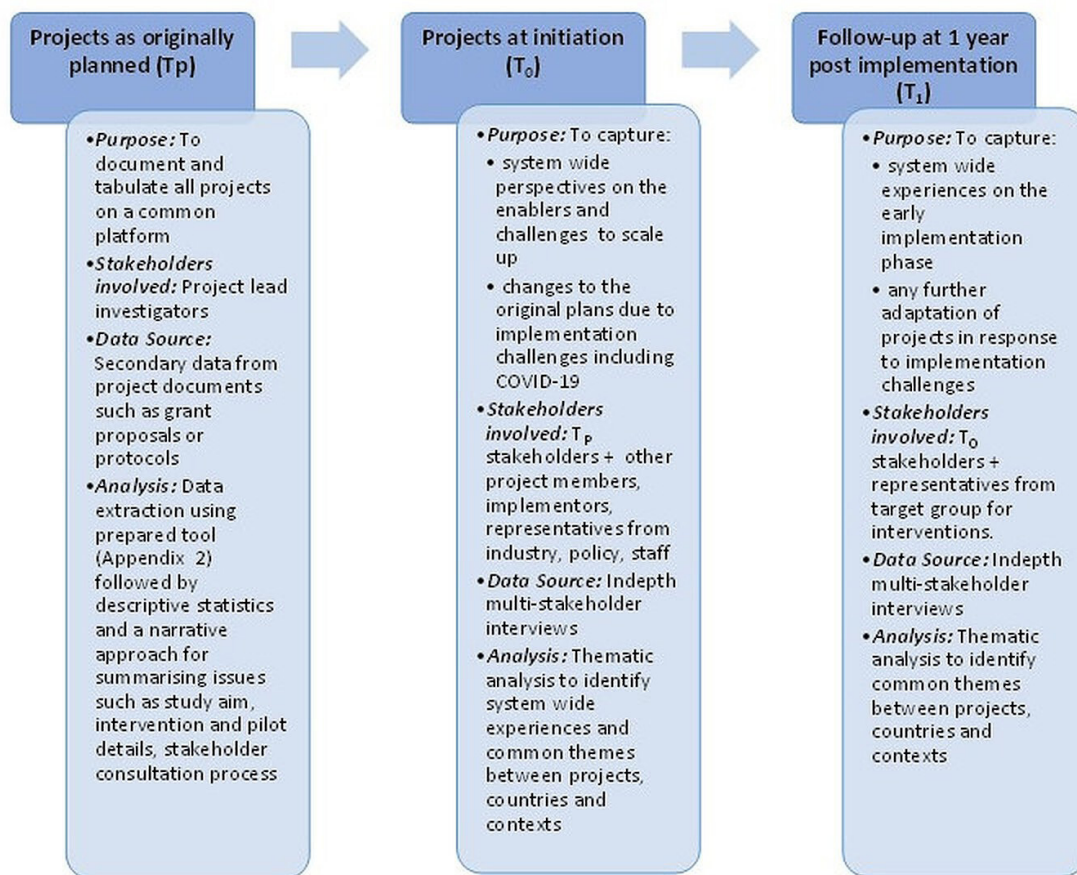 Projects as originally
planned (Tp)
•Purpose: To
document and
tabulate all projects
on a common
platform
•Stakeholders
involved: Project lead
investigators
•Data Source:
Secondary data from
project documents
such as grant
proposals or
protocols
•Analysis: Data
extraction using
prepared tool
(Appendix 2)
followed by
descriptive statistics
and a narrative
approach for
summarising issues
such as study aim,
intervention and pilot
details, stakeholder
consultation process
Projects at initiation
(T₀)
•Purpose: To capture:
• system wide
perspectives on the
enablers and
challenges to scale
up
• changes to the
original plans due to
implementation
challenges including
COVID-19
•Stakeholders
involved: Tₚ
stakeholders + other
project members,
implementors,
representatives from
industry, policy, staff
•Data Source: Indepth
multi-stakeholder
interviews
•Analysis: Thematic
analysis to identify
system wide
experiences and
common themes
between projects,
countries and
contexts
Follow-up at 1 year
post implementation
(T₁)
•Purpose: To capture:
• system wide
experiences on the
early
implementation
phase
• any further
adaptation of
projects in response
to implementation
challenges
•Stakeholders
involved: T₀
stakeholders +
representatives from
target group for
interventions.
•Data Source: Indepth
multi-stakeholder
interviews
•Analysis: Thematic
analysis to identify
common themes
between projects,
countries and
contexts